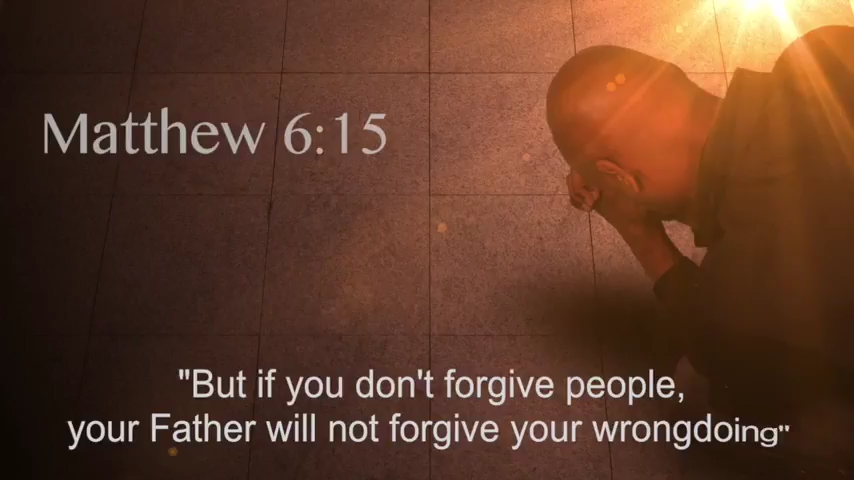 Matthew 6:15
"But if you don't forgive people,
your Father will not forgive your wrongdoing"